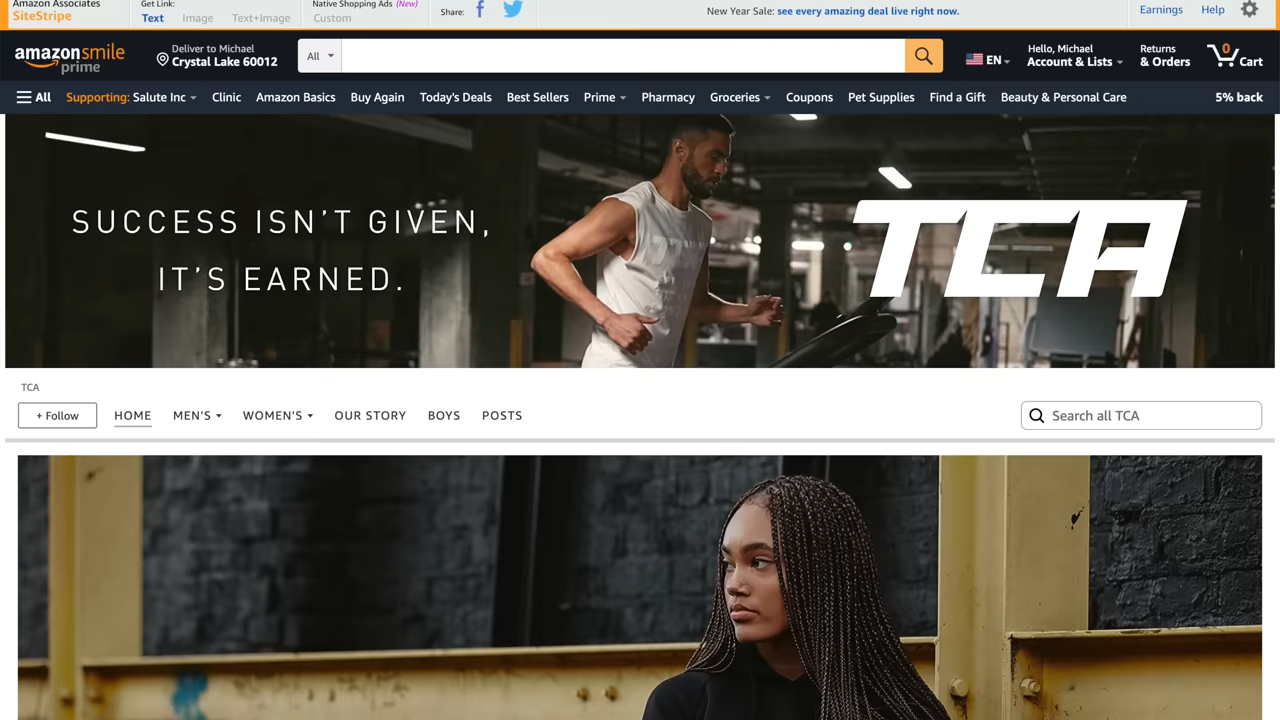 Amazon Associates
SiteStripe
Get Link:
Text Image Text+Image
Native Shopping Ads (New)
Custom
Share:
New Year Sale: see every amazing deal live right now.
Earnings Help
amazonsmile
prime
Deliver to Michael
Crystal Lake 60012
All
EN
Hello, Michael
Account & Lists
Returns
& Orders
0
Cart
All Supporting: Salute Inc Clinic Amazon Basics Buy Again Today's Deals Best Sellers Prime Pharmacy Groceries Coupons Pet Supplies Find a Gift Beauty & Personal Care 5% back
SUCCESS ISN'T GIVEN,
IT'S EARNED.
TCA
TCA
+ Follow HOME MEN'S WOMEN'S OUR STORY BOYS POSTS Search all TCA